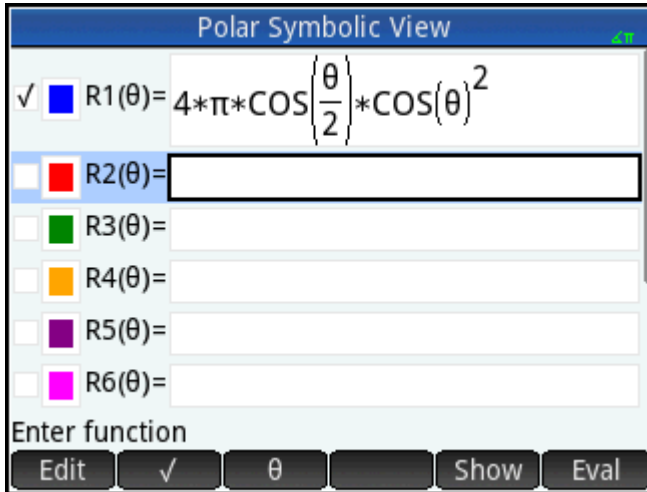 Polar Symbolic View
∡π
√ R1(θ)= 4*π*COS(θ/2)*COS(θ)²
R2(θ)=
R3(θ)=
R4(θ)=
R5(θ)=
R6(θ)=
Enter function
Edit √ θ Show Eval